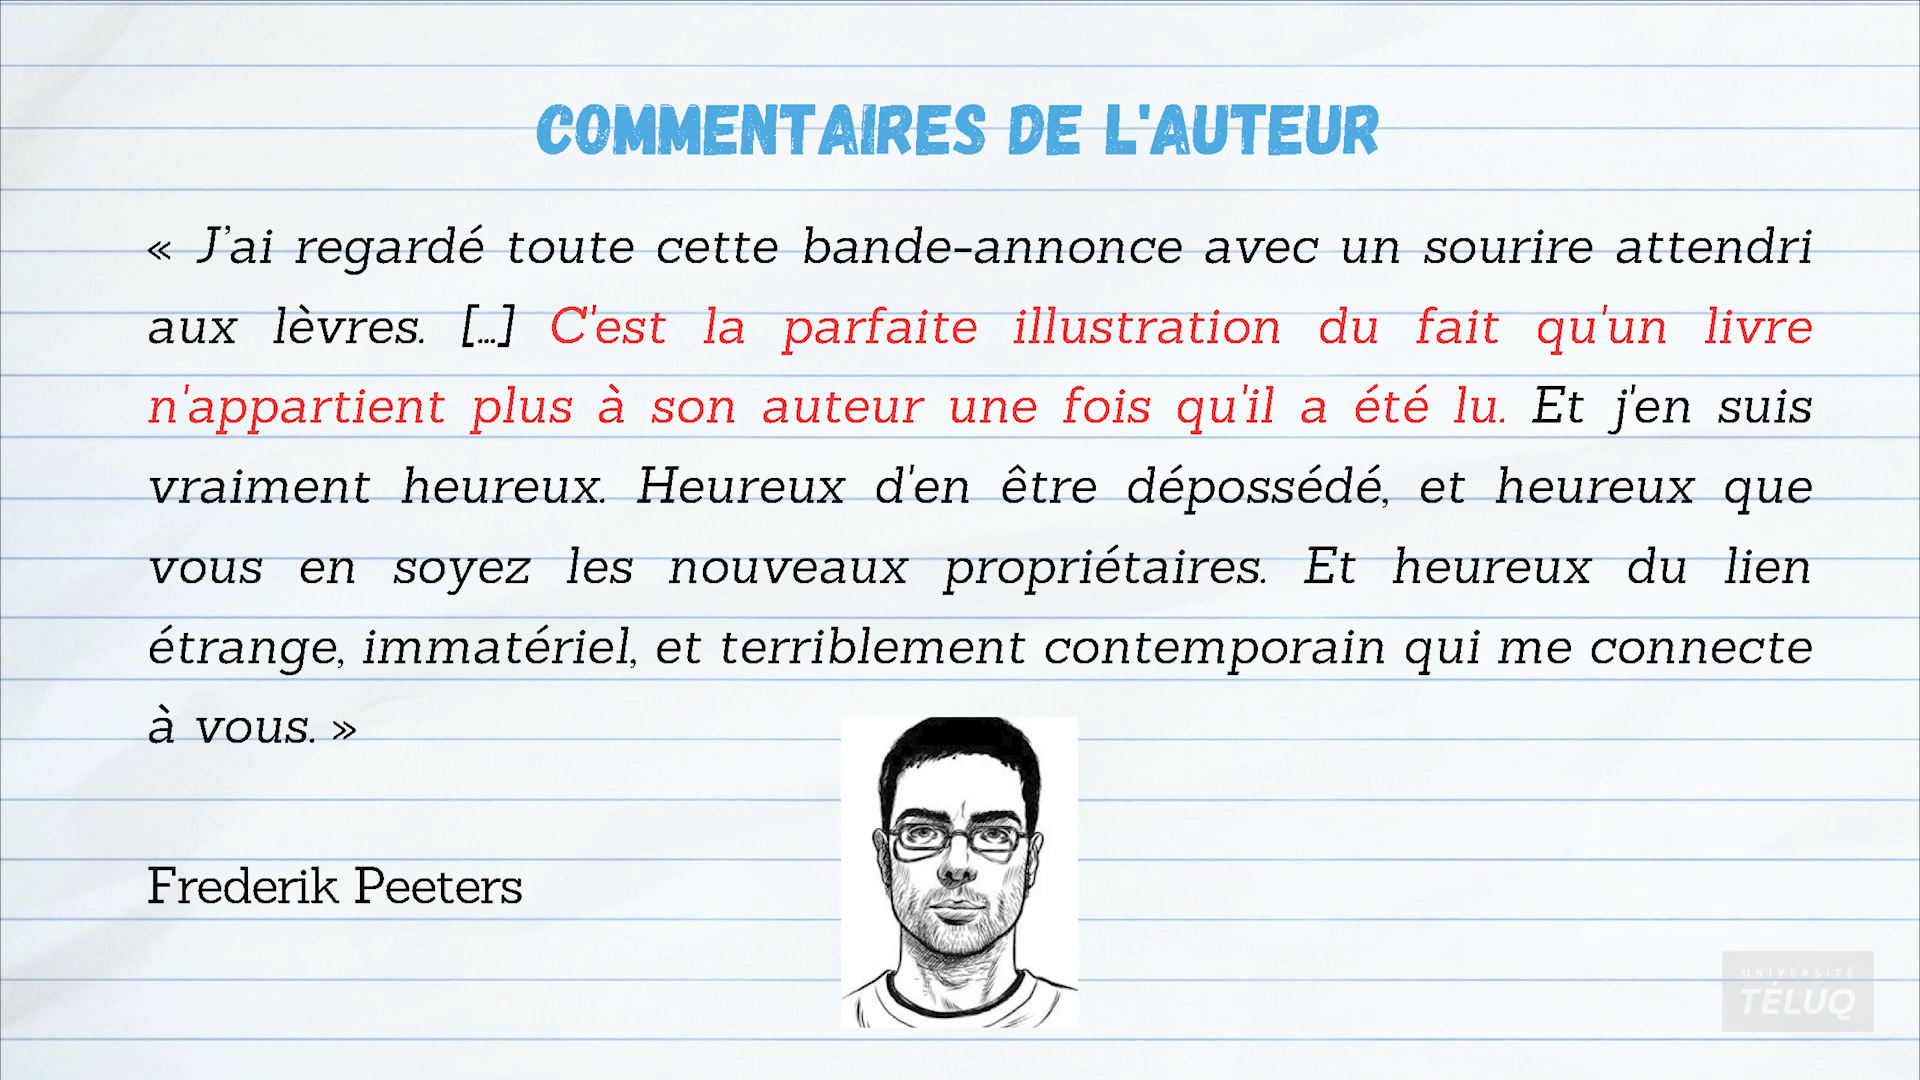 COMMENTAIRES DE L'AUTEUR
« J'ai regardé toute cette bande-annonce avec un sourire attendri
aux lèvres. [...] C'est la parfaite illustration du fait qu'un livre
n'appartient plus à son auteur une fois qu'il a été lu. Et j'en suis
vraiment heureux. Heureux d'en être dépossédé, et heureux que
vous en soyez les nouveaux propriétaires. Et heureux du lien
étrange, immatériel, et terriblement contemporain qui me connecte
à vous. »
Frederik Peeters
UNIVERSITÉ
TÉLUQ